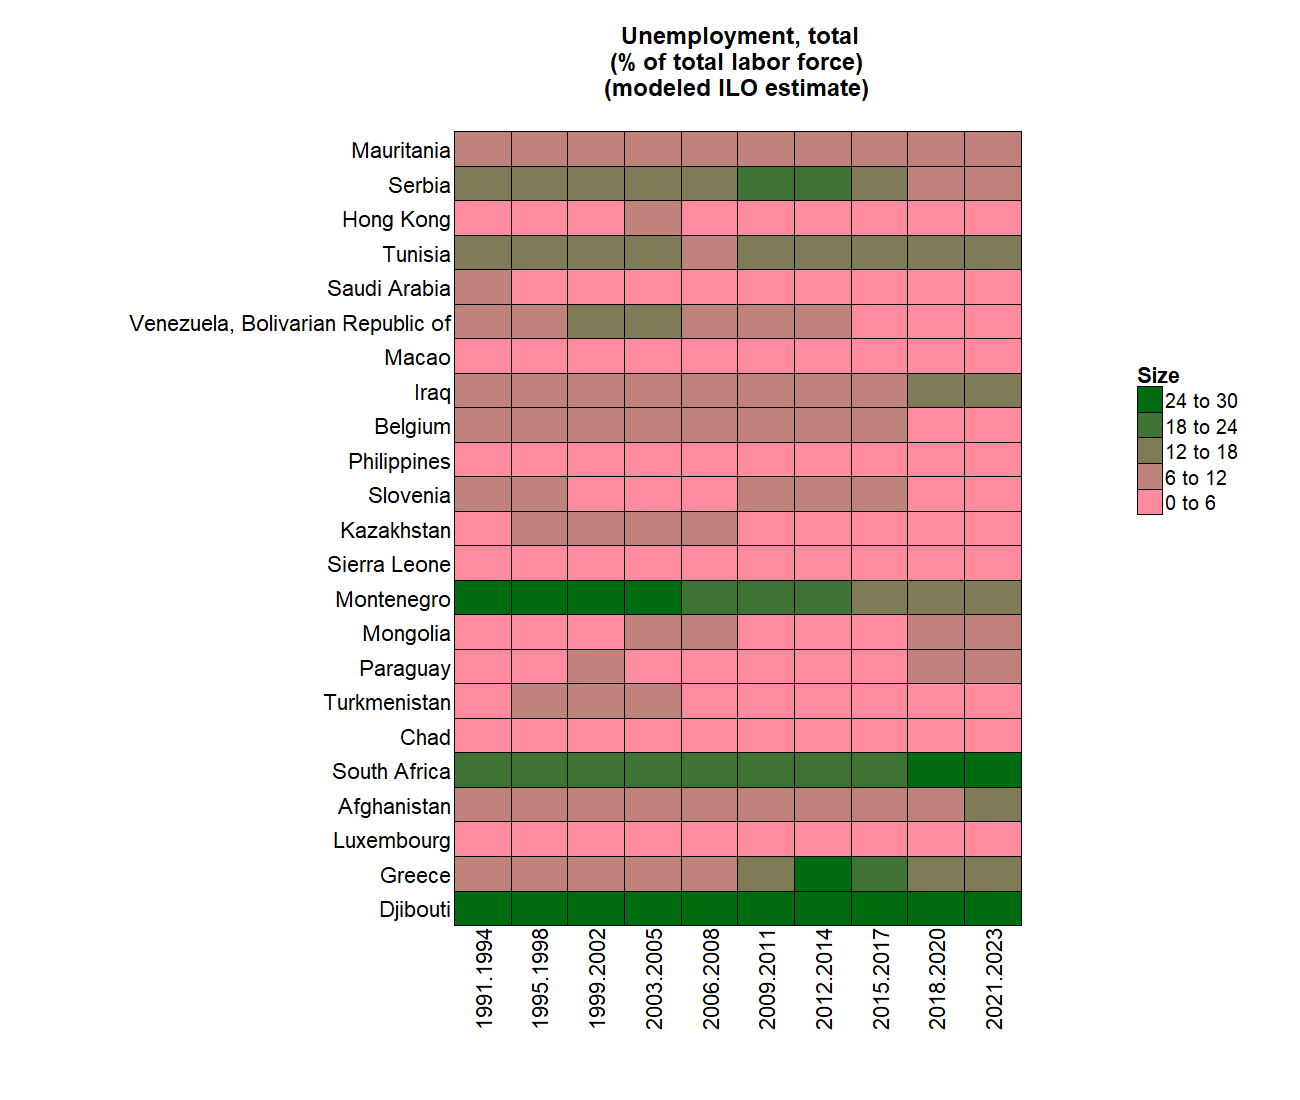 Unemployment, total
(% of total labor force)
(modeled ILO estimate)
Mauritania
Serbia
Hong Kong
Tunisia
Saudi Arabia
Venezuela, Bolivarian Republic of
Macao
Iraq
Belgium
Philippines
Slovenia
Kazakhstan
Sierra Leone
Montenegro
Mongolia
Paraguay
Turkmenistan
Chad
South Africa
Afghanistan
Luxembourg
Greece
Djibouti
1991.1994
1995.1998
1999.2002
2003.2005
2006.2008
2009.2011
2012.2014
2015.2017
2018.2020
2021.2023
Size
24 to 30
18 to 24
12 to 18
6 to 12
0 to 6